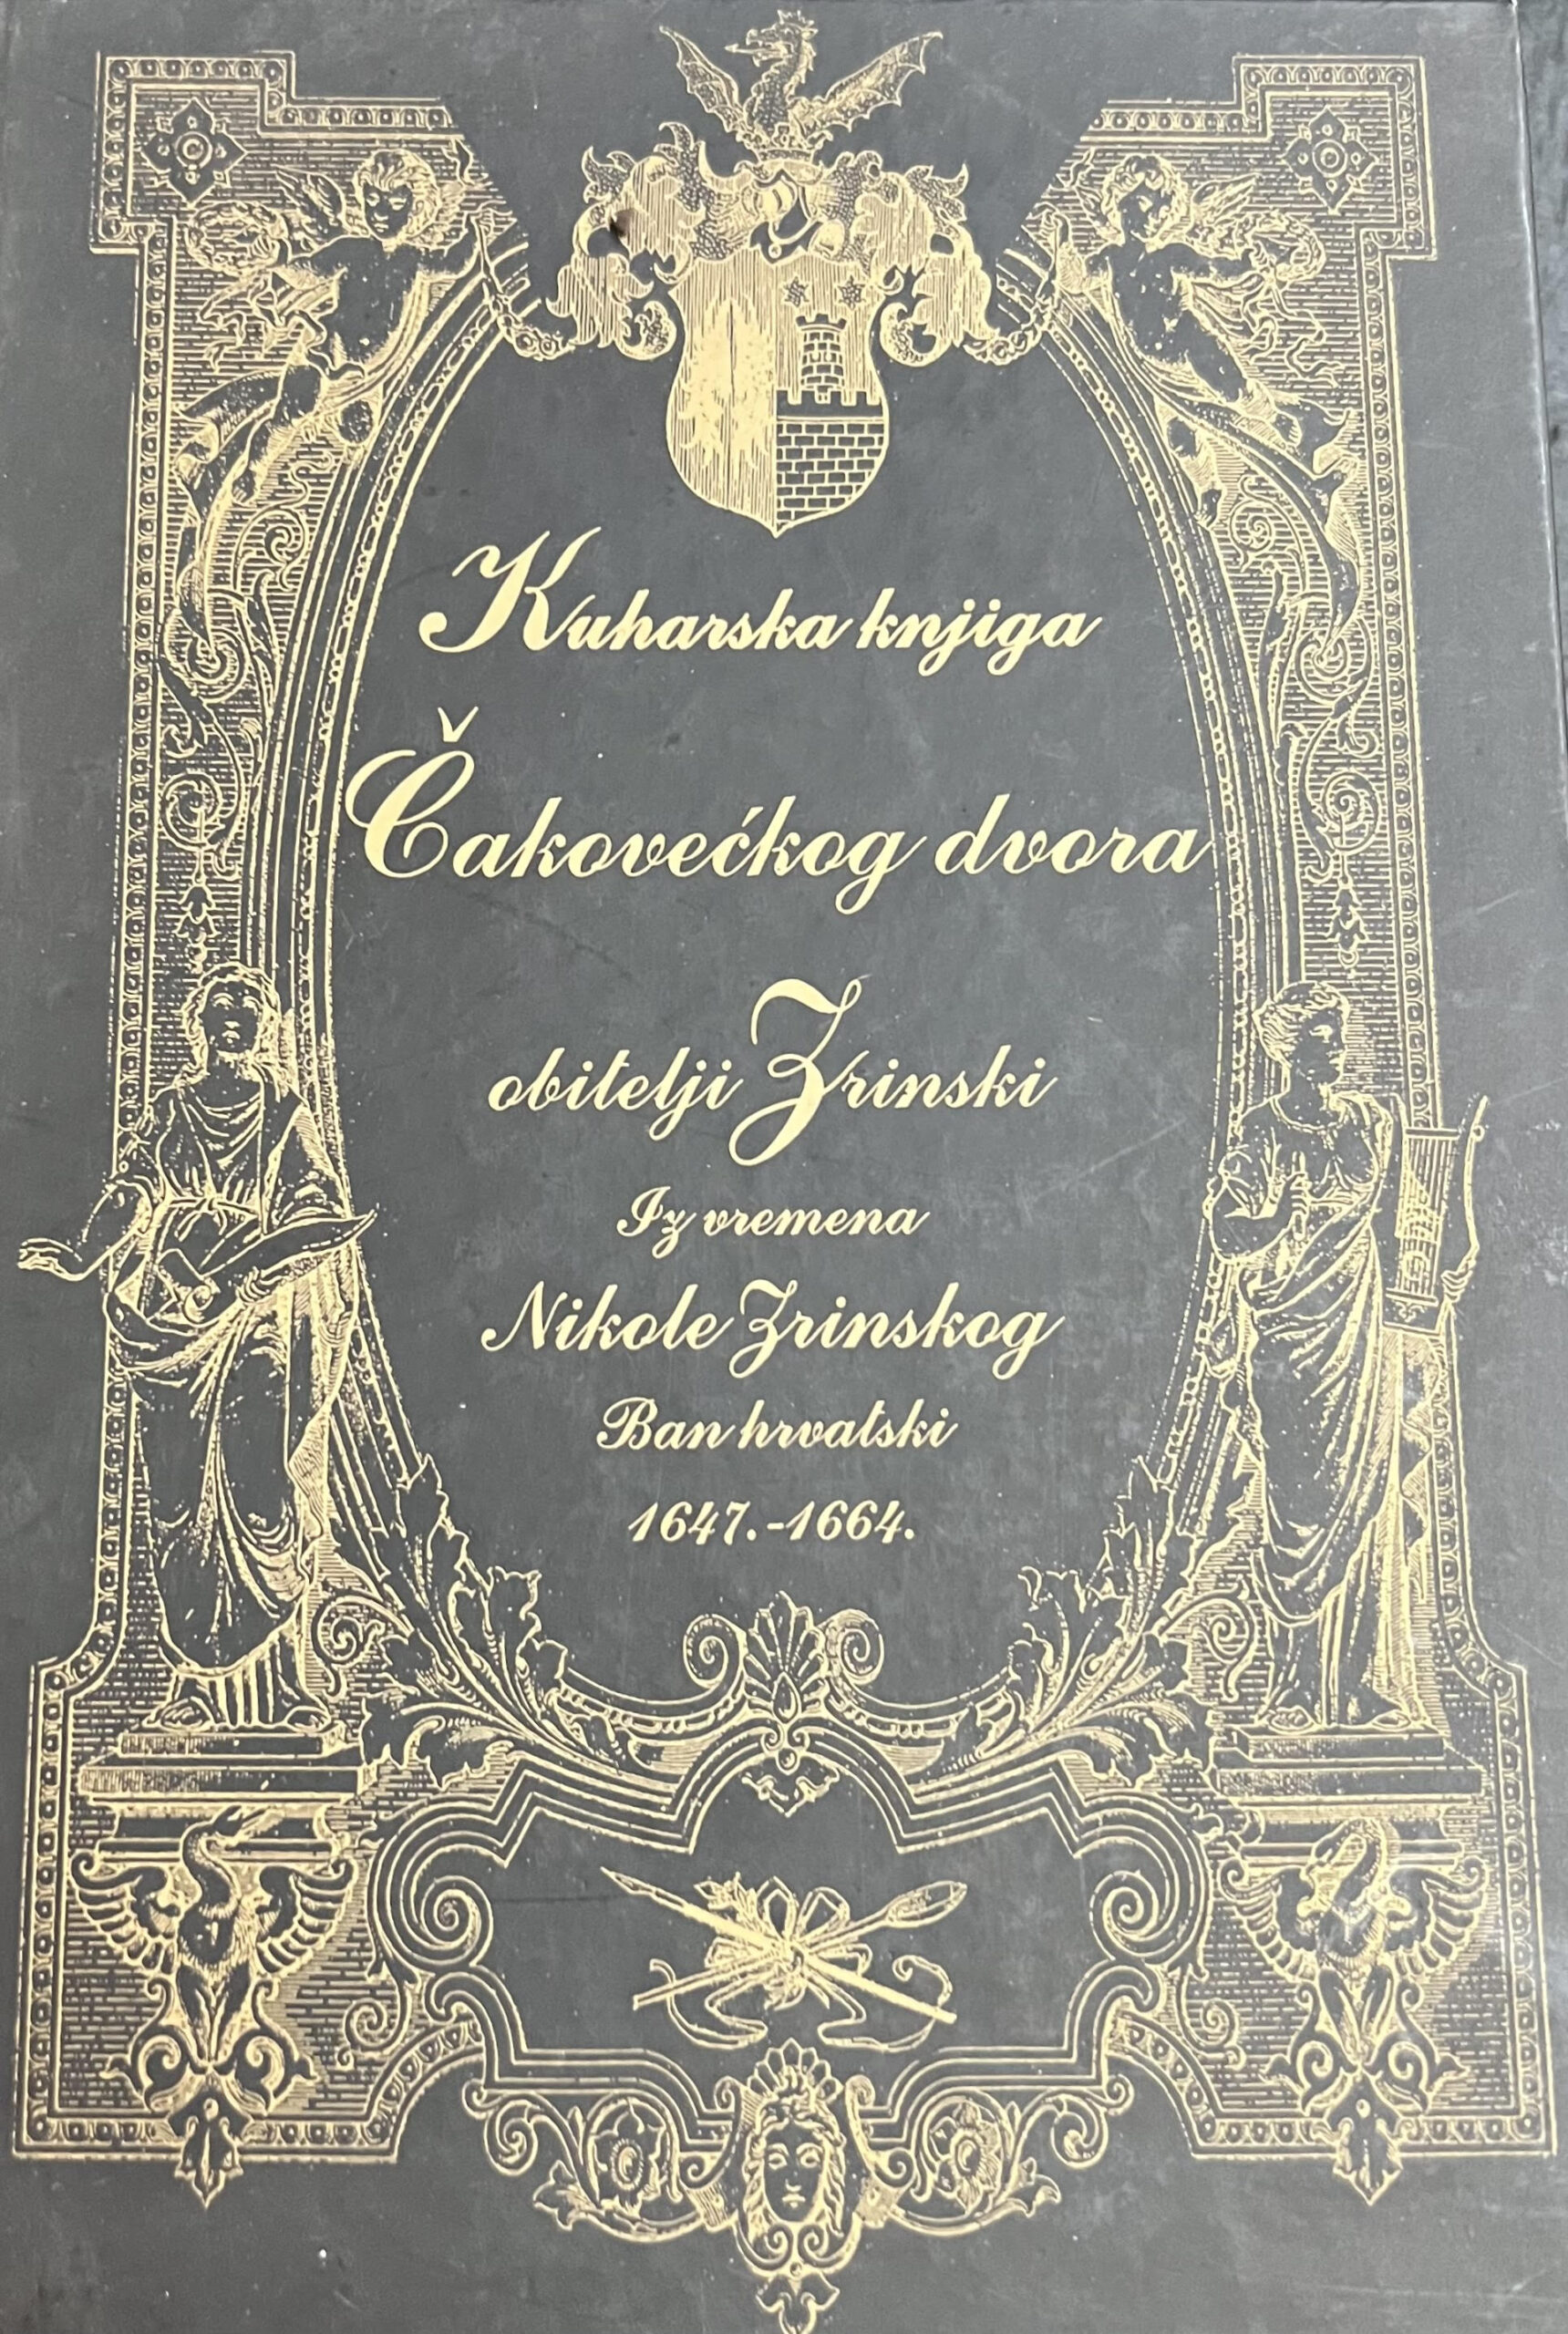 Kuharska knjiga
Čakovećkog dvora
obitelji Zrinski
Iz vremena
Nikole Zrinskog
Ban hrvatski
1647.-1664.